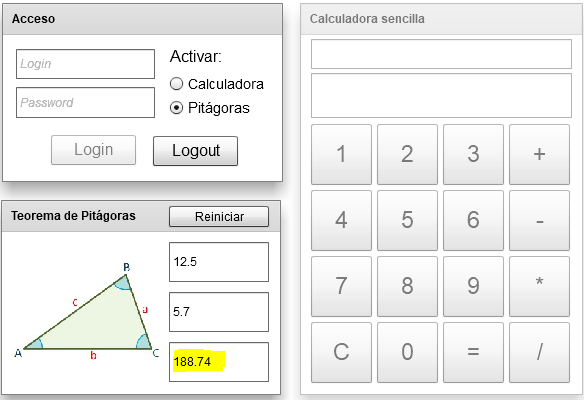 Acceso
Login
Password
Activar:
Calculadora
Pitágoras
Login
Logout
Teorema de Pitágoras
Reiniciar
12.5
5.7
188.74
B
c
a
A
b
C
Calculadora sencilla
1 2 3 +
4 5 6 -
7 8 9 *
C 0 = /